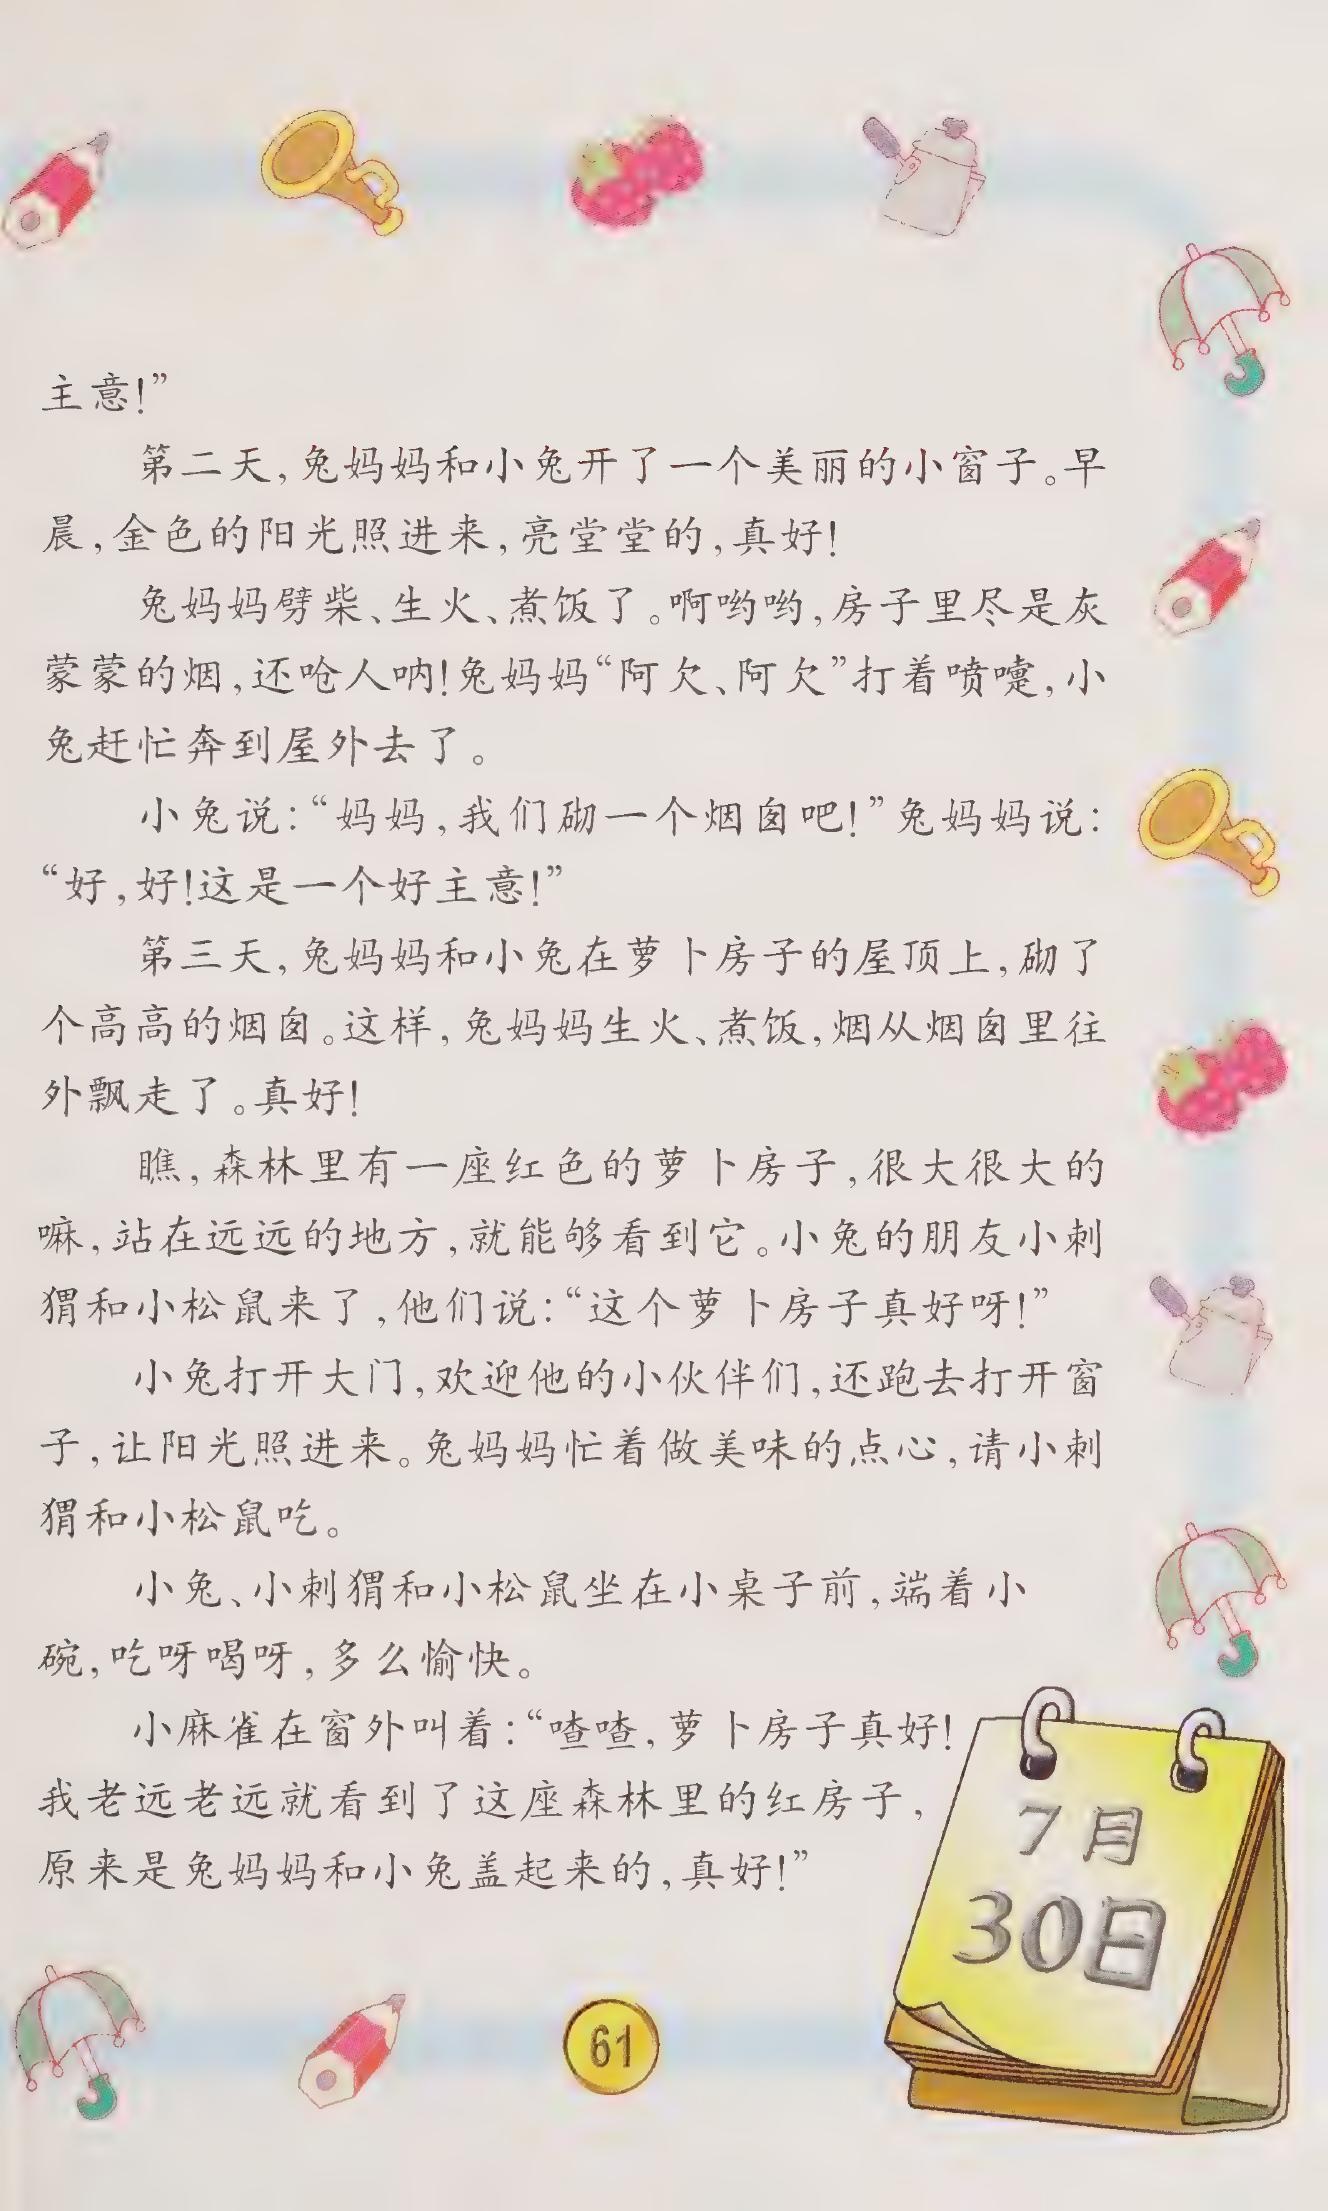 主意！”
第二天，兔妈妈和小兔开了一个美丽的小窗子。早
晨，金色的阳光照进来，亮堂堂的，真好！
兔妈妈劈柴、生火、煮饭了。啊哟哟，房子里尽是灰
蒙蒙的烟，还呛人呐！兔妈妈“阿欠、阿欠”打着喷嚏，小
兔赶忙奔到屋外去了。
小兔说：“妈妈，我们砌一个烟囱吧！”兔妈妈说：
“好，好！这是一个好主意！”
第三天，兔妈妈和小兔在萝卜房子的屋顶上，砌了
个高高的烟囱。这样，兔妈妈生火、煮饭，烟从烟囱里往
外飘走了。真好！
瞧，森林里有一座红色的萝卜房子，很大很大的
嘛，站在远远的地方，就能够看到它。小兔的朋友小刺
猬和小松鼠来了，他们说：“这个萝卜房子真好呀！”
小兔打开大门，欢迎他的小伙伴们，还跑去打开窗
子，让阳光照进来。兔妈妈忙着做美味的点心，请小刺
猬和小松鼠吃。
小兔、小刺猬和小松鼠坐在小桌子前，端着小
碗，吃呀喝呀，多么愉快。
小麻雀在窗外叫着：“喳喳，萝卜房子真好！
我老远老远就看到了这座森林里的红房子，
原来是兔妈妈和小兔盖起来的，真好！”
7月
30日
61